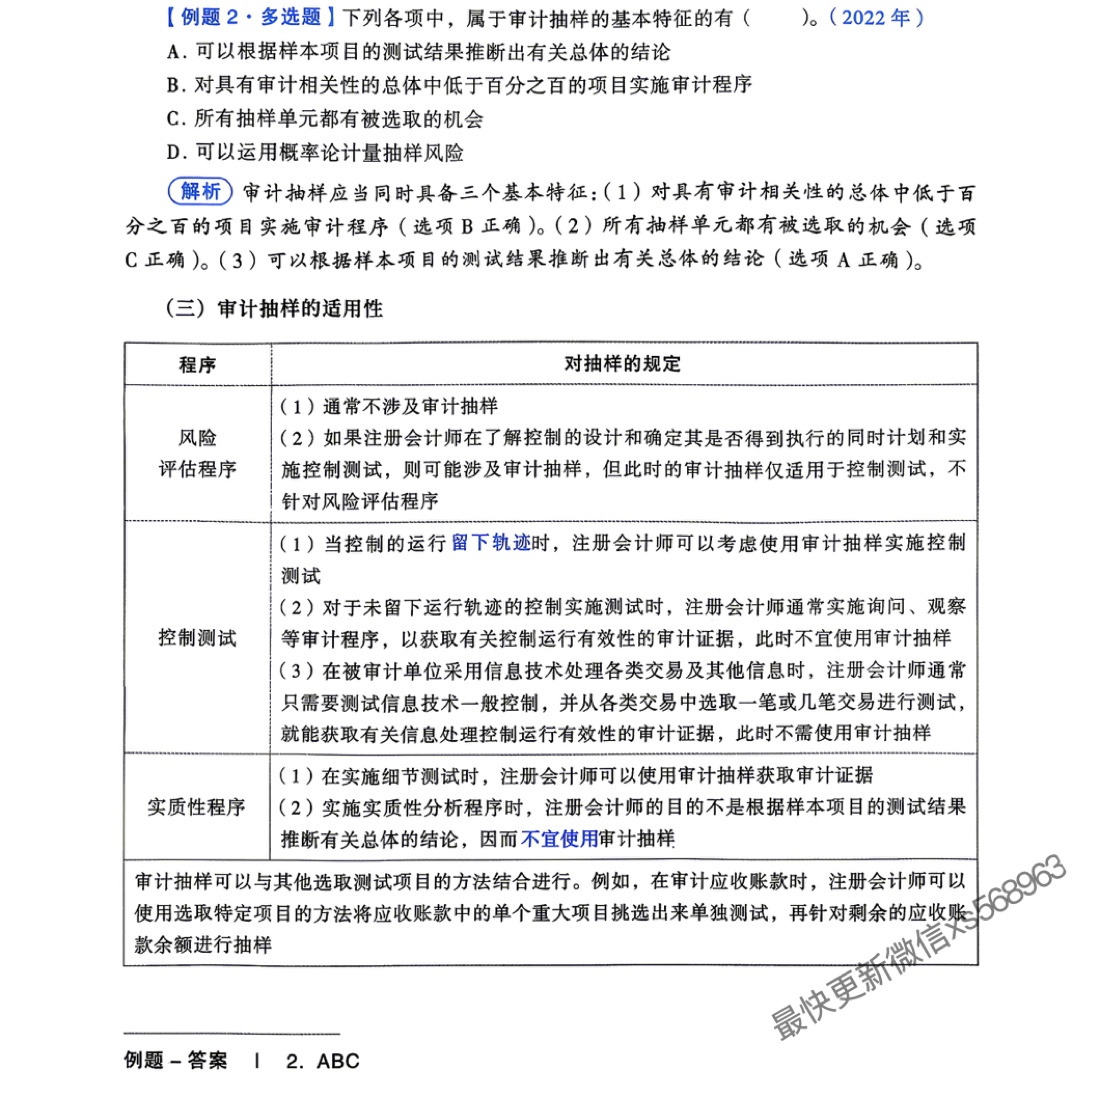 【例题2·多选题】下列各项中，属于审计抽样的基本特征的有（　　）。（2022年）
A. 可以根据样本项目的测试结果推断出有关总体的结论
B. 对具有审计相关性的总体中低于百分之百的项目实施审计程序
C. 所有抽样单元都有被选取的机会
D. 可以运用概率论计量抽样风险
解析 审计抽样应当同时具备三个基本特征：（1）对具有审计相关性的总体中低于百
分之百的项目实施审计程序（选项B正确）。（2）所有抽样单元都有被选取的机会（选项
C正确）。（3）可以根据样本项目的测试结果推断出有关总体的结论（选项A正确）。
（三）审计抽样的适用性
程序 对抽样的规定
风险
评估程序
（1）通常不涉及审计抽样
（2）如果注册会计师在了解控制的设计和确定其是否得到执行的同时计划和实
施控制测试，则可能涉及审计抽样，但此时的审计抽样仅适用于控制测试，不
针对风险评估程序
控制测试
（1）当控制的运行留下轨迹时，注册会计师可以考虑使用审计抽样实施控制
测试
（2）对于未留下运行轨迹的控制实施测试时，注册会计师通常实施询问、观察
等审计程序，以获取有关控制运行有效性的审计证据，此时不宜使用审计抽样
（3）在被审计单位采用信息技术处理各类交易及其他信息时，注册会计师通常
只需要测试信息技术一般控制，并从各类交易中选取一笔或几笔交易进行测试，
就能获取有关信息处理控制运行有效性的审计证据，此时不需使用审计抽样
实质性程序
（1）在实施细节测试时，注册会计师可以使用审计抽样获取审计证据
（2）实施实质性分析程序时，注册会计师的目的不是根据样本项目的测试结果
推断有关总体的结论，因而不宜使用审计抽样
审计抽样可以与其他选取测试项目的方法结合进行。例如，在审计应收账款时，注册会计师可以
使用选取特定项目的方法将应收账款中的单个重大项目挑选出来单独测试，再针对剩余的应收账
款余额进行抽样
最快更新微信xs568963
例题－答案 | 2. ABC